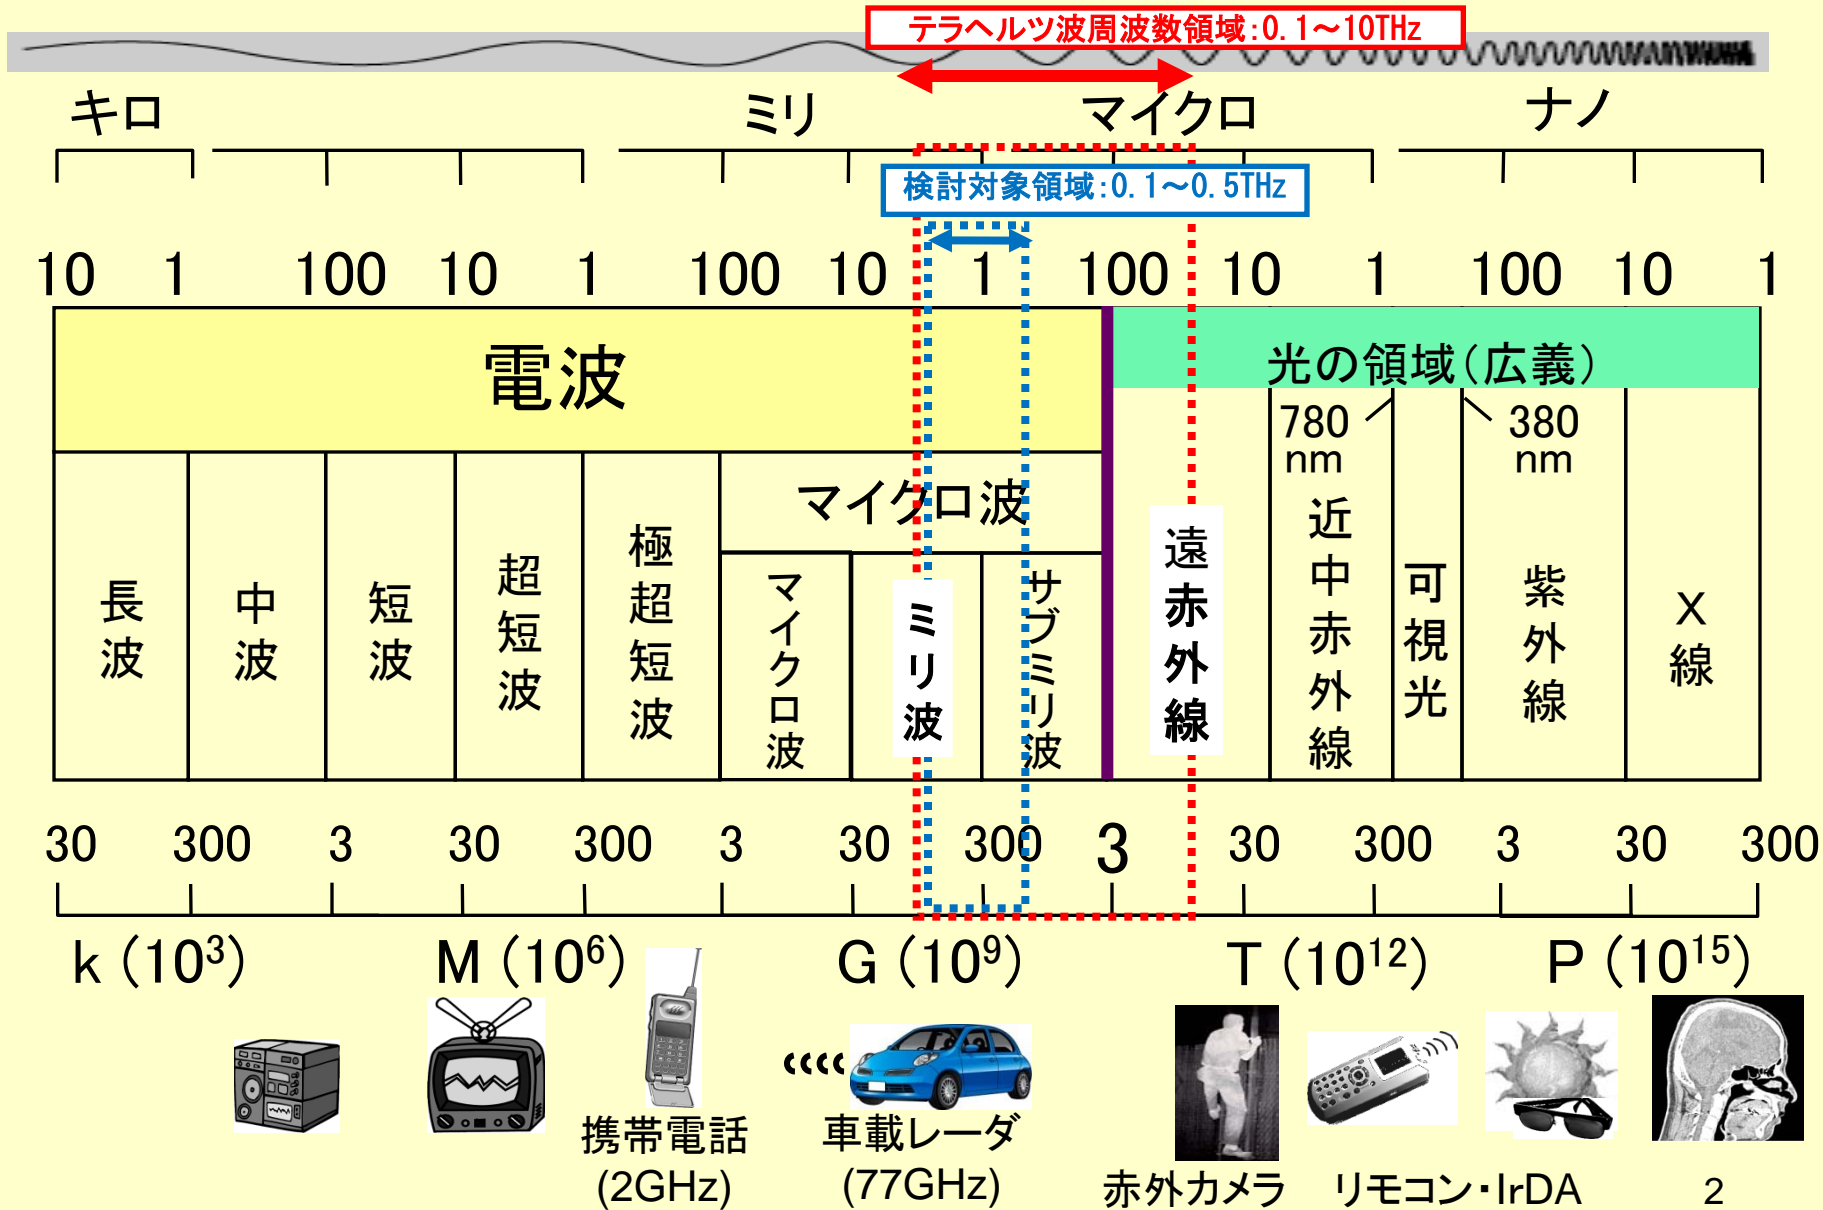 テラヘルツ波周波数領域:0.1～10THz
キロ ミリ マイクロ ナノ
検討対象領域:0.1～0.5THz
10 1 100 10 1 100 10 1 100 10 1 100 10 1
電波
光の領域(広義)
780
nm
380
nm
マイクロ波
長波
中波
短波
超短波
極超短波
マイクロ波
ミリ波
サブミリ波
遠赤外線
近中赤外線
可視光
紫外線
X線
30 300 3 30 300 3 30 300 3 30 300 3 30 300
k (10³) M (10⁶) G (10⁹) T (10¹²) P (10¹⁵)
携帯電話
(2GHz)
車載レーダ
(77GHz)
赤外カメラ
リモコン・IrDA
2